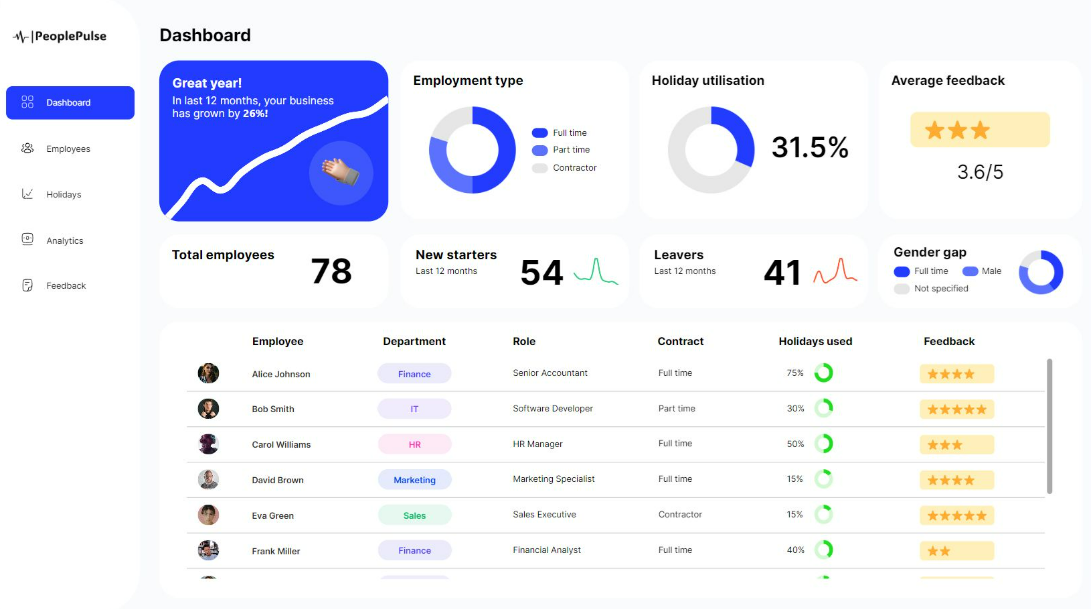 PeoplePulse
Dashboard
Employees
Holidays
Analytics
Feedback
Dashboard
Great year!
In last 12 months, your business
has grown by 26%!
Employment type
Full time
Part time
Contractor
Holiday utilisation
31.5%
Average feedback
3.6/5
Total employees
78
New starters
Last 12 months
54
Leavers
Last 12 months
41
Gender gap
Full time Male
Not specified
Employee Department Role Contract Holidays used Feedback
Alice Johnson Finance Senior Accountant Full time 75%
Bob Smith IT Software Developer Part time 30%
Carol Williams HR HR Manager Full time 50%
David Brown Marketing Marketing Specialist Full time 15%
Eva Green Sales Sales Executive Contractor 15%
Frank Miller Finance Financial Analyst Full time 40%